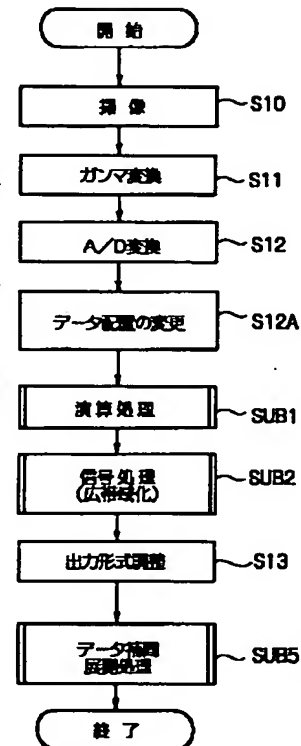 開始
撮像
S10
ガンマ変換
S11
A/D変換
S12
データ配置の変更
S12A
演算処理
SUB1
信号処理
(広帯域化)
SUB2
出力形式調整
S13
データ補間
展開処理
SUB5
終了